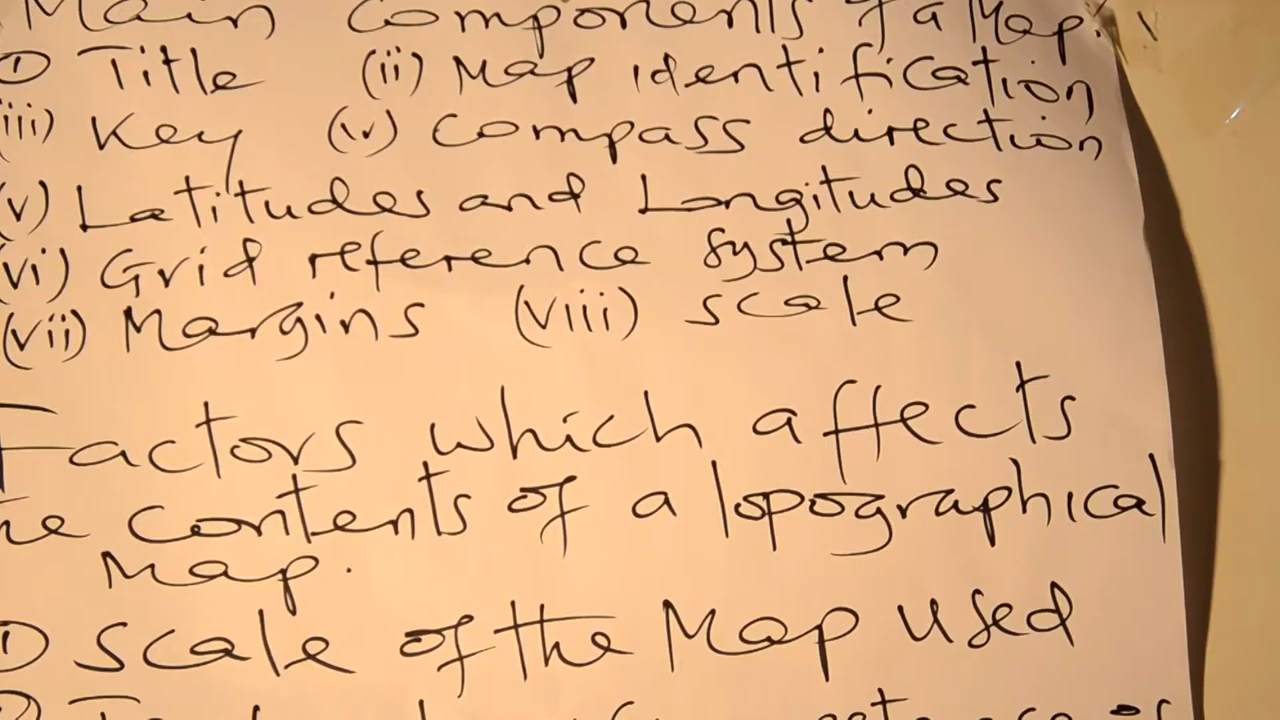 Main Components of a Map.
(i) Title (ii) Map identification
(iii) Key (iv) Compass direction
(v) Latitudes and Longitudes
(vi) Grid reference system
(vii) Margins (viii) scale
Factors which affects
the contents of a topographical
Map.
(1) Scale of the Map used